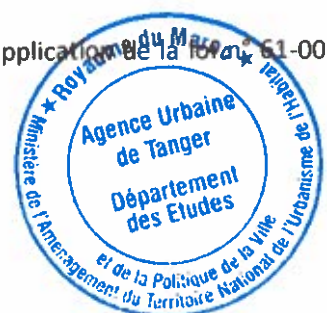 pplication de la loi n° 61-00
★ Royaume du Maroc ★
Ministère de l'Aménagement du Territoire National de l'Urbanisme de l'Habitat
et de la Politique de la Ville
Agence Urbaine
de Tanger
Département
des Etudes